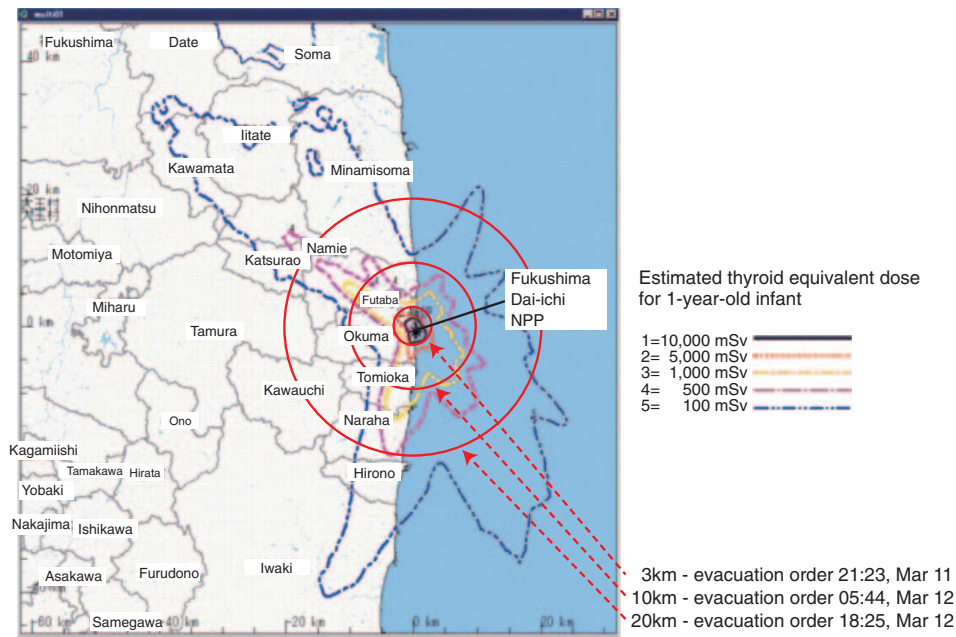 multi01
Fukushima
Date
40 km
Soma
Iitate
Kawamata
Minamisoma
20 km
大玉村
Nihonmatsu
Motomiya
Namie
Katsurao
Fukushima
Dai-ichi
NPP
Futaba
Miharu
0 km
Tamura
Okuma
Tomioka
Kawauchi
Naraha
Ono
Kagamiishi
Tamakawa
Hirata
Hirono
Yobaki
Nakajima
Ishikawa
Iwaki
Furudono
Asakawa
-40 km
Samegawa
-60 km
-20 km
0 km
20 km
Estimated thyroid equivalent dose
for 1-year-old infant
1=10,000 mSv
2= 5,000 mSv
3= 1,000 mSv
4= 500 mSv
5= 100 mSv
3km - evacuation order 21:23, Mar 11
10km - evacuation order 05:44, Mar 12
20km - evacuation order 18:25, Mar 12